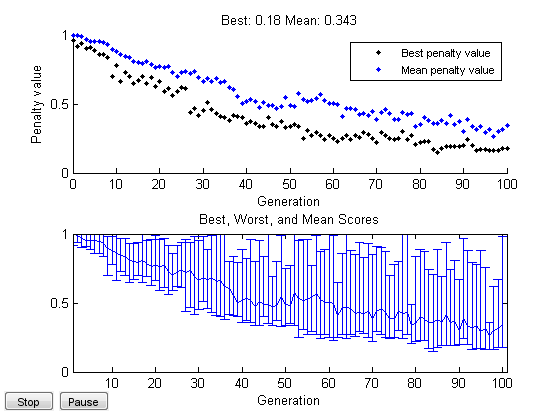 Best: 0.18 Mean: 0.343
1
0.5
0
Penalty value
Best penalty value
Mean penalty value
0 10 20 30 40 50 60 70 80 90 100
Generation
Best, Worst, and Mean Scores
1
0.5
0
10 20 30 40 50 60 70 80 90 100
Generation
Stop Pause